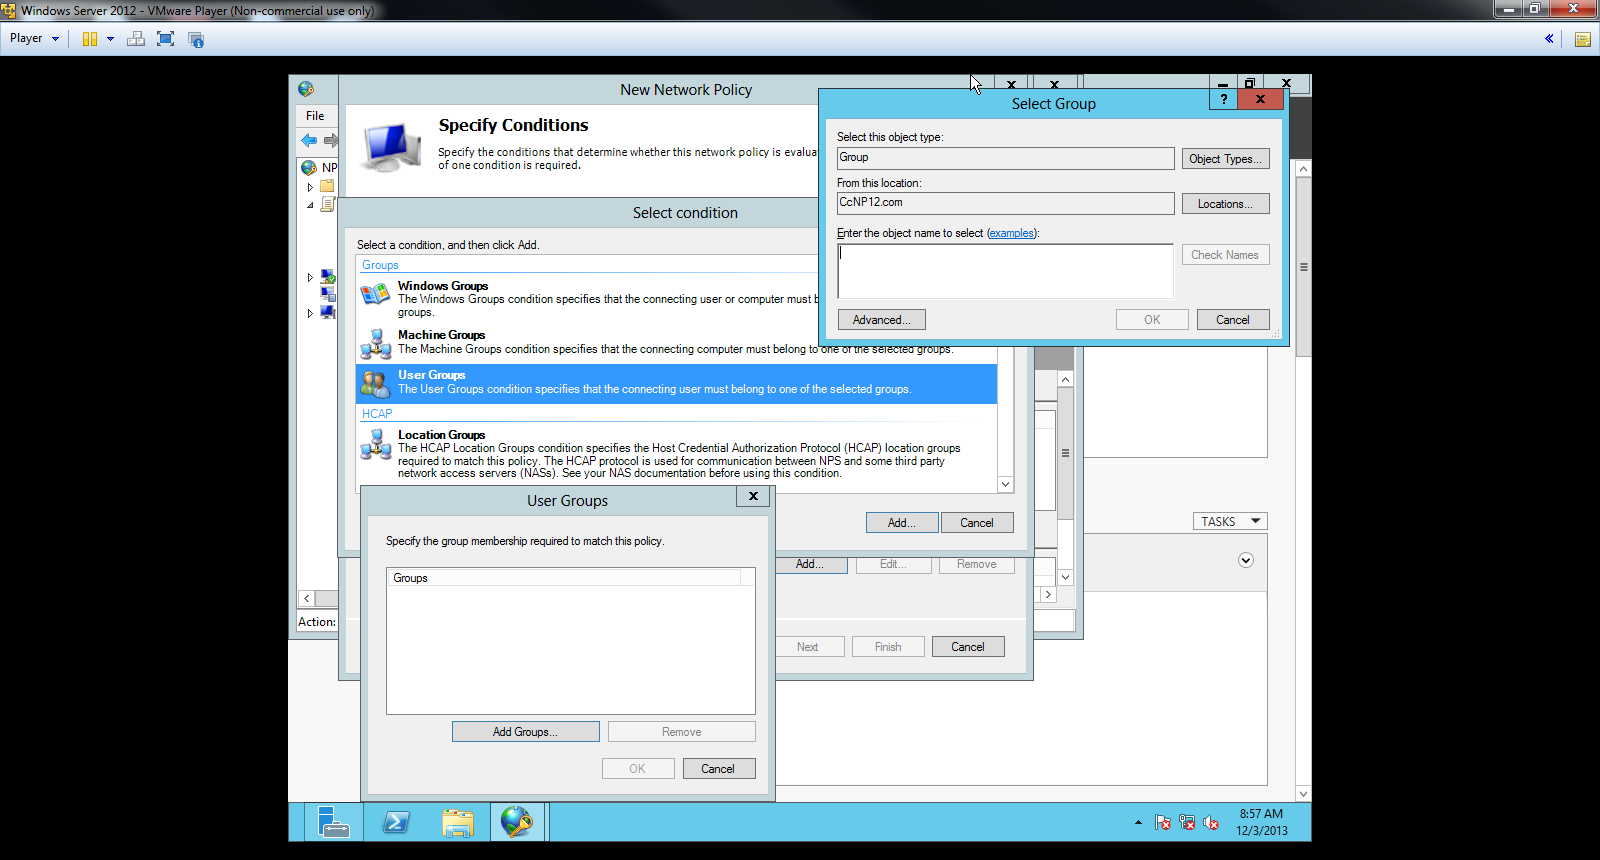 Windows Server 2012 - VMware Player (Non-commercial use only)
Player
New Network Policy
File
Specify Conditions
Specify the conditions that determine whether this network policy is evalua
of one condition is required.
NP
Select condition
Select a condition, and then click Add.
Groups
Windows Groups
The Windows Groups condition specifies that the connecting user or computer must b
groups.
Machine Groups
The Machine Groups condition specifies that the connecting computer must belong to one of the selected groups.
User Groups
The User Groups condition specifies that the connecting user must belong to one of the selected groups.
HCAP
Location Groups
The HCAP Location Groups condition specifies the Host Credential Authorization Protocol (HCAP) location groups
required to match this policy. The HCAP protocol is used for communication between NPS and some third party
network access servers (NASs). See your NAS documentation before using this condition.
Add... Cancel
Select Group
Select this object type:
Group
Object Types...
From this location:
CcNP12.com
Locations...
Enter the object name to select (examples):
Check Names
Advanced...
OK Cancel
User Groups
Specify the group membership required to match this policy.
Groups
Add Groups... Remove
OK Cancel
Add... Edit... Remove
Next Finish Cancel
Action:
TASKS
8:57 AM
12/3/2013